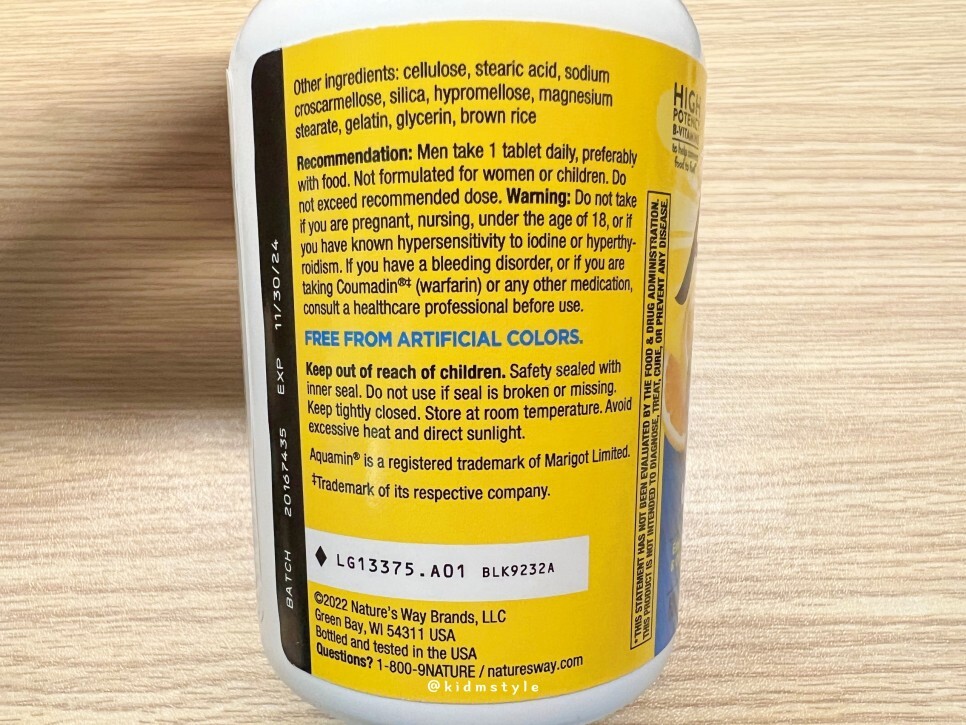 Other ingredients: cellulose, stearic acid, sodium
croscarmellose, silica, hypromellose, magnesium
stearate, gelatin, glycerin, brown rice
Recommendation: Men take 1 tablet daily, preferably
with food. Not formulated for women or children. Do
not exceed recommended dose. Warning: Do not take
if you are pregnant, nursing, under the age of 18, or if
you have known hypersensitivity to iodine or hyperthy-
roidism. If you have a bleeding disorder, or if you are
taking Coumadin®‡ (warfarin) or any other medication,
consult a healthcare professional before use.
FREE FROM ARTIFICIAL COLORS.
Keep out of reach of children. Safety sealed with
inner seal. Do not use if seal is broken or missing.
Keep tightly closed. Store at room temperature. Avoid
excessive heat and direct sunlight.
Aquamin® is a registered trademark of Marigot Limited.
‡Trademark of its respective company.
♦ LG13375.A01 BLK9232A
©2022 Nature's Way Brands, LLC
Green Bay, WI 54311 USA
Bottled and tested in the USA
Questions? 1-800-9NATURE / naturesway.com
BATCH 20167435 EXP 11/30/24
*THIS STATEMENT HAS NOT BEEN EVALUATED BY THE FOOD & DRUG ADMINISTRATION.
THIS PRODUCT IS NOT INTENDED TO DIAGNOSE, TREAT, CURE, OR PREVENT ANY DISEASE.
HIGH
POTENCY
B-VITAMINS
to help
food to fuel
@kidmstyle